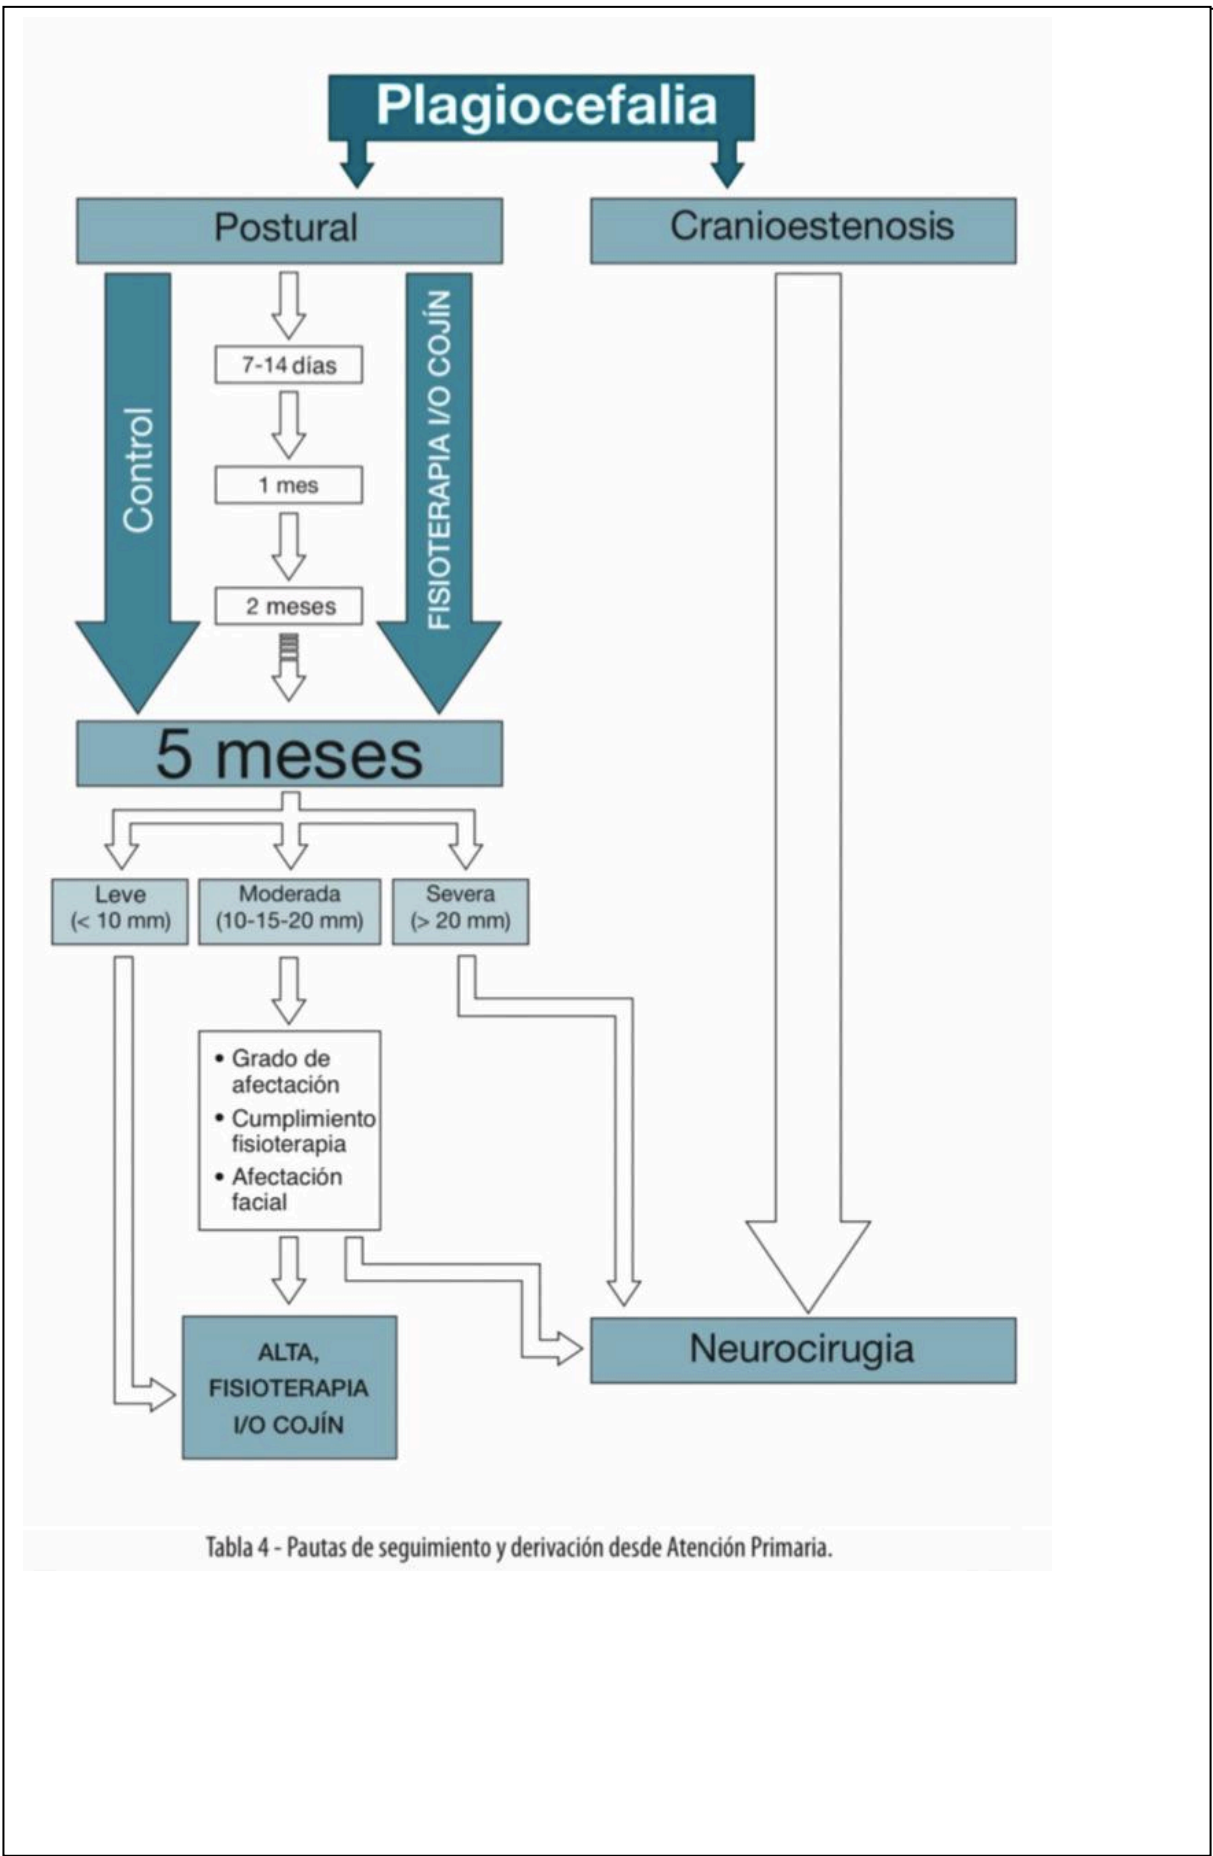 Plagiocefalia
Postural
Cranioestenosis
Control
7-14 días
1 mes
2 meses
FISIOTERAPIA I/O COJÍN
5 meses
Leve
(< 10 mm)
Moderada
(10-15-20 mm)
Severa
(> 20 mm)
• Grado de
afectación
• Cumplimiento
fisioterapia
• Afectación
facial
ALTA,
FISIOTERAPIA
I/O COJÍN
Neurocirugia
Tabla 4 - Pautas de seguimiento y derivación desde Atención Primaria.